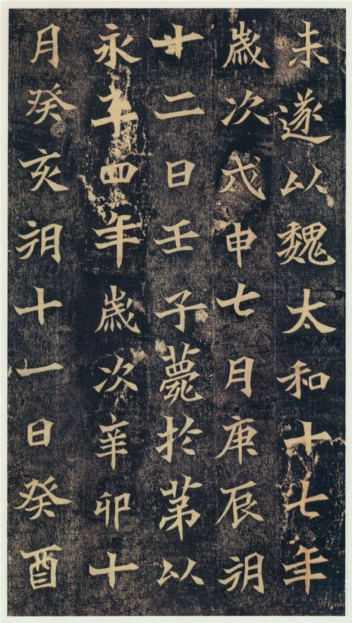 未遂以魏太和十七年
歲次戊申七月庚辰朔
十二日壬子薨於第以
永平四年歲次辛卯十
月癸亥朔十一日癸酉